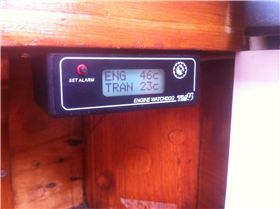 ENG 46c
TRAN 23c
SET ALARM
ENGINE WATCHDOG